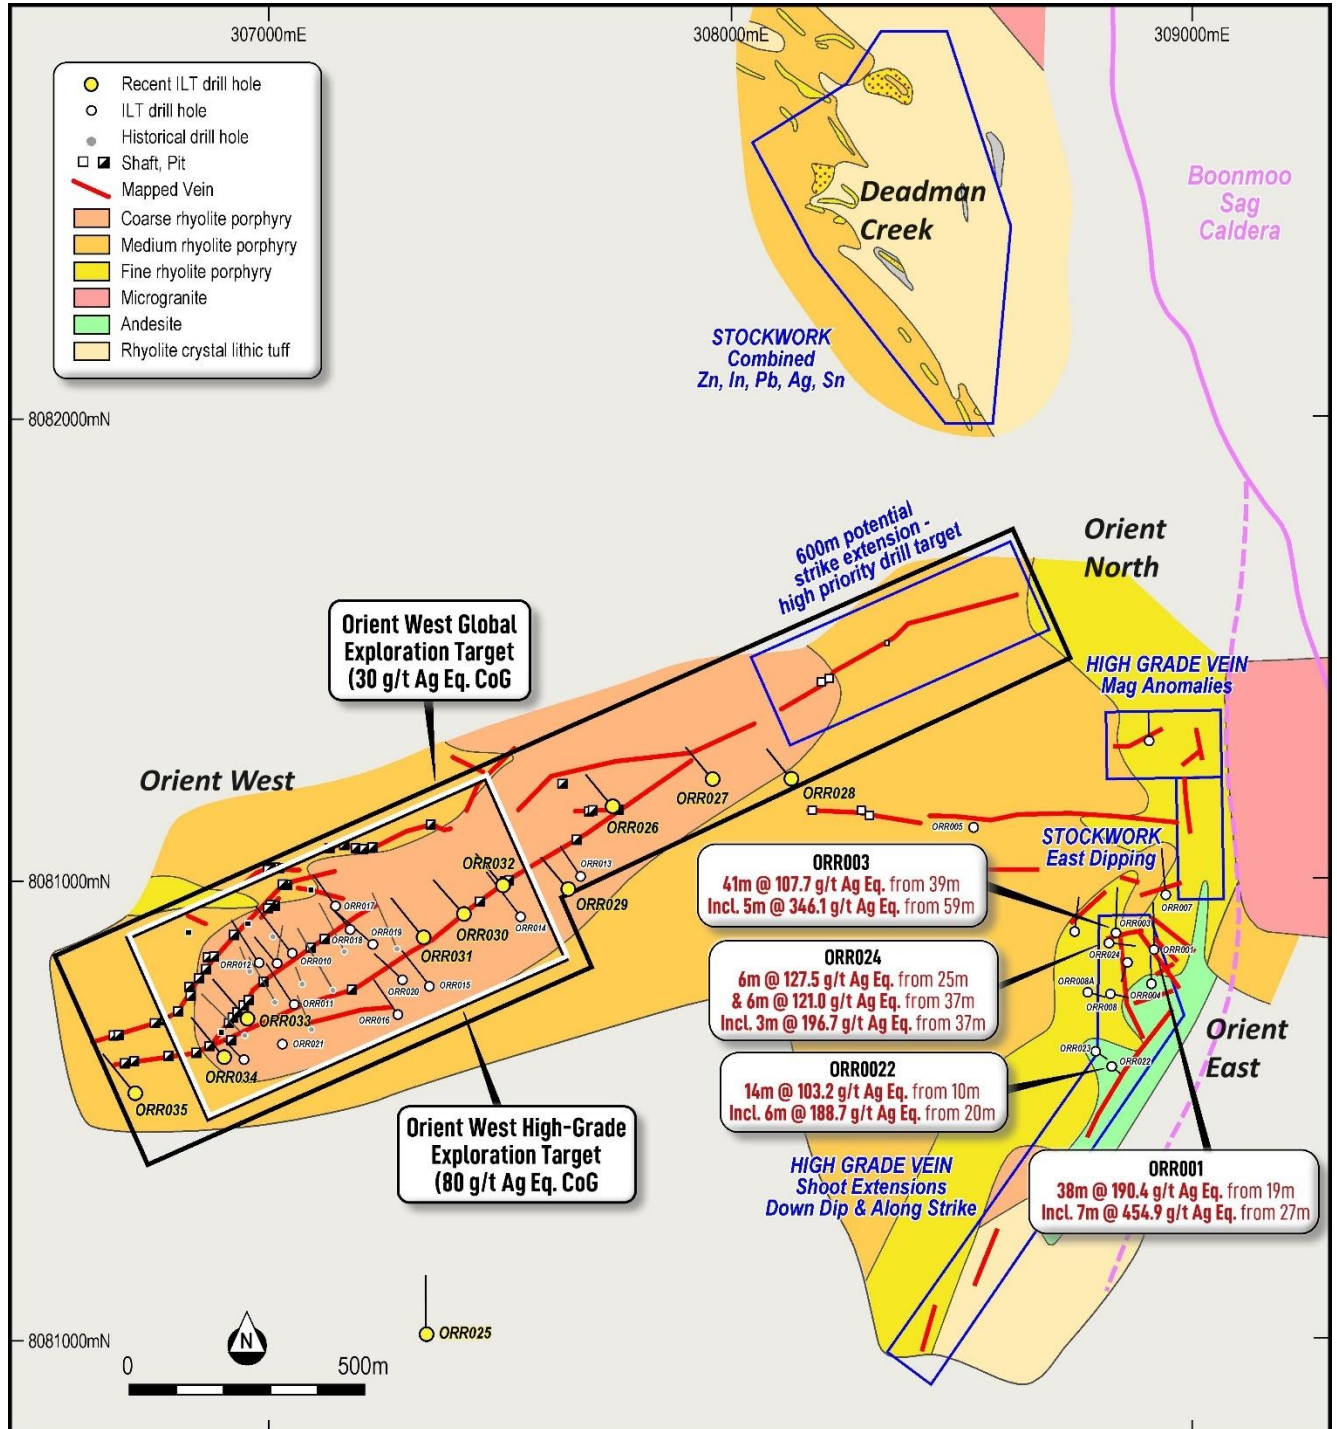 307000mE
308000mE
309000mE
Recent ILT drill hole
ILT drill hole
Historical drill hole
Shaft, Pit
Mapped Vein
Coarse rhyolite porphyry
Medium rhyolite porphyry
Fine rhyolite porphyry
Microgranite
Andesite
Rhyolite crystal lithic tuff
Deadman
Creek
Boonmoo
Sag
Caldera
STOCKWORK
Combined
Zn, In, Pb, Ag, Sn
8082000mN
600m potential
strike extension -
high priority drill target
Orient
North
Orient West Global
Exploration Target
(30 g/t Ag Eq. CoG
HIGH GRADE VEIN
Mag Anomalies
Orient West
ORR027
ORR028
ORR026
ORR005
STOCKWORK
East Dipping
ORR032
ORR013
8081000mN
ORR029
ORR003
41m @ 107.7 g/t Ag Eq. from 39m
Incl. 5m @ 346.1 g/t Ag Eq. from 59m
ORR007
ORR017
ORR030
ORR014
ORR018
ORR019
ORR003
ORR031
ORR024
ORR001
ORR012
ORR010
ORR024
6m @ 127.5 g/t Ag Eq. from 25m
& 6m @ 121.0 g/t Ag Eq. from 37m
Incl. 3m @ 196.7 g/t Ag Eq. from 37m
ORR008A
ORR004
ORR008
ORR020
ORR015
ORR011
ORR016
ORR033
ORR021
Orient
East
ORR023
ORR022
ORR034
ORR035
ORR0022
14m @ 103.2 g/t Ag Eq. from 10m
Incl. 6m @ 188.7 g/t Ag Eq. from 20m
Orient West High-Grade
Exploration Target
(80 g/t Ag Eq. CoG
HIGH GRADE VEIN
Shoot Extensions
Down Dip & Along Strike
ORR001
38m @ 190.4 g/t Ag Eq. from 19m
Incl. 7m @ 454.9 g/t Ag Eq. from 27m
8081000mN
N
ORR025
0
500m